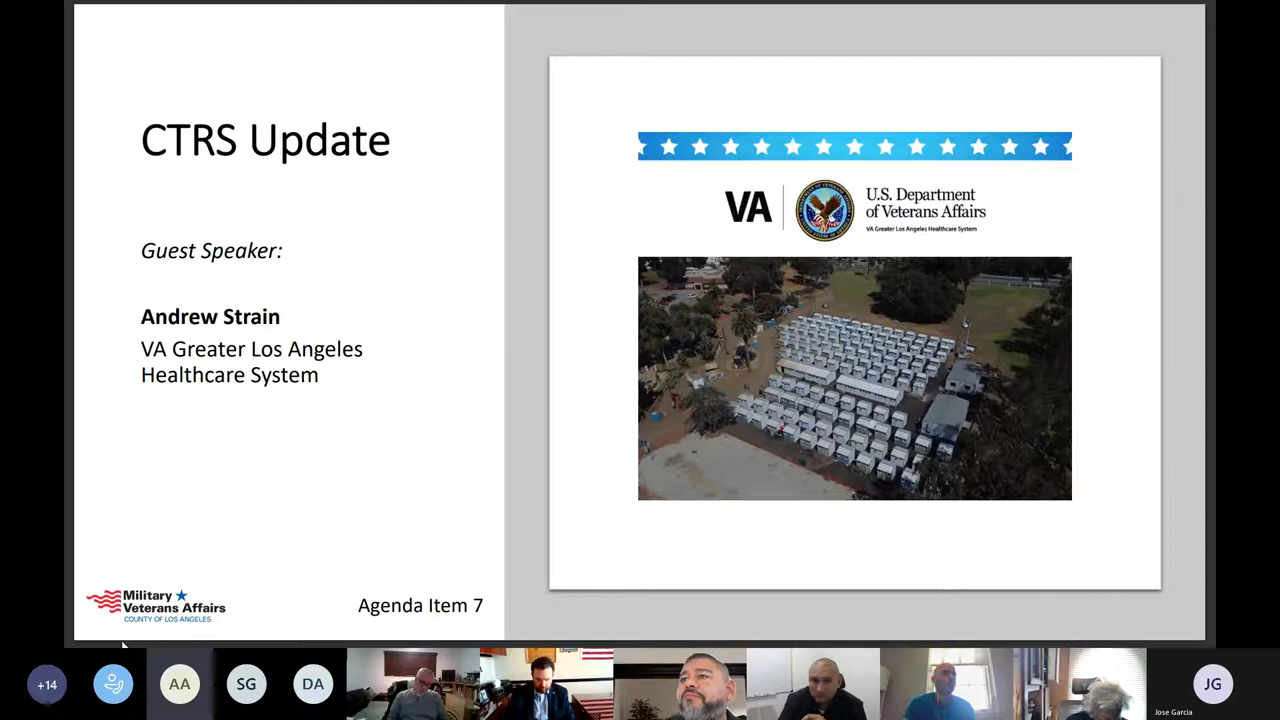 CTRS Update
Guest Speaker:
Andrew Strain
VA Greater Los Angeles
Healthcare System
Military
Veterans Affairs
COUNTY OF LOS ANGELES
Agenda Item 7
VA
U.S. Department
of Veterans Affairs
VA Greater Los Angeles Healthcare System
+14
AA
SG
DA
JG
Jose Garcia